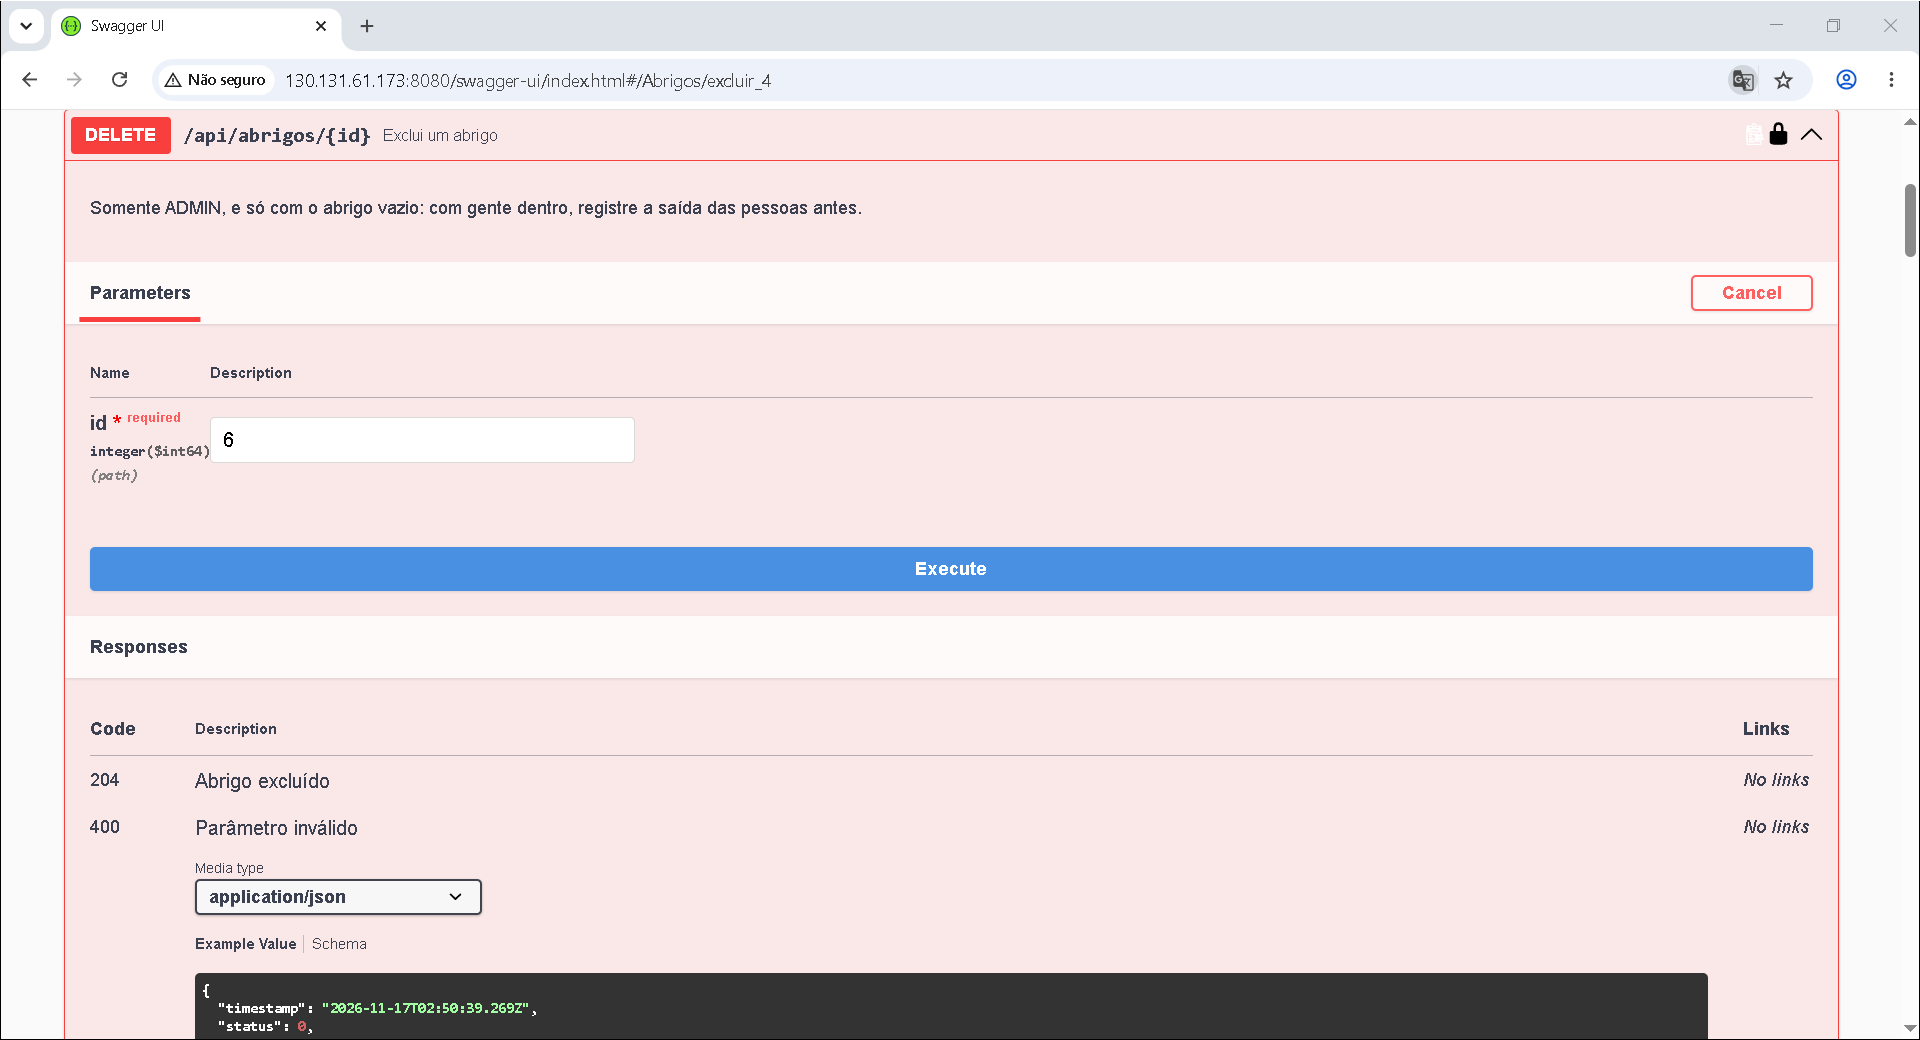 Swagger UI
Não seguro
130.131.61.173:8080/swagger-ui/index.html#/Abrigos/excluir_4
DELETE /api/abrigos/{id} Exclui um abrigo
Somente ADMIN, e só com o abrigo vazio: com gente dentro, registre a saída das pessoas antes.
Parameters
Cancel
Name Description
id * required
integer($int64)
(path)
6
Execute
Responses
Code Description Links
204 Abrigo excluído No links
400 Parâmetro inválido No links
Media type
application/json
Example Value Schema
{
"timestamp": "2026-11-17T02:50:39.269Z",
"status": 0,